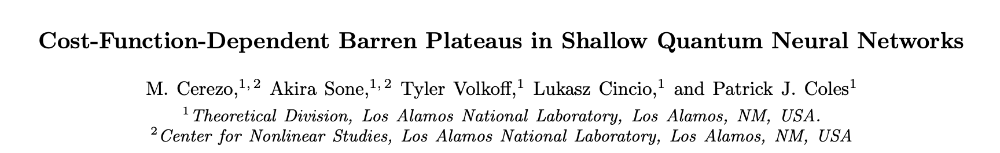 Cost-Function-Dependent Barren Plateaus in Shallow Quantum Neural Networks
M. Cerezo,1, 2 Akira Sone,1, 2 Tyler Volkoff,1 Lukasz Cincio,1 and Patrick J. Coles1
1 Theoretical Division, Los Alamos National Laboratory, Los Alamos, NM, USA.
2 Center for Nonlinear Studies, Los Alamos National Laboratory, Los Alamos, NM, USA